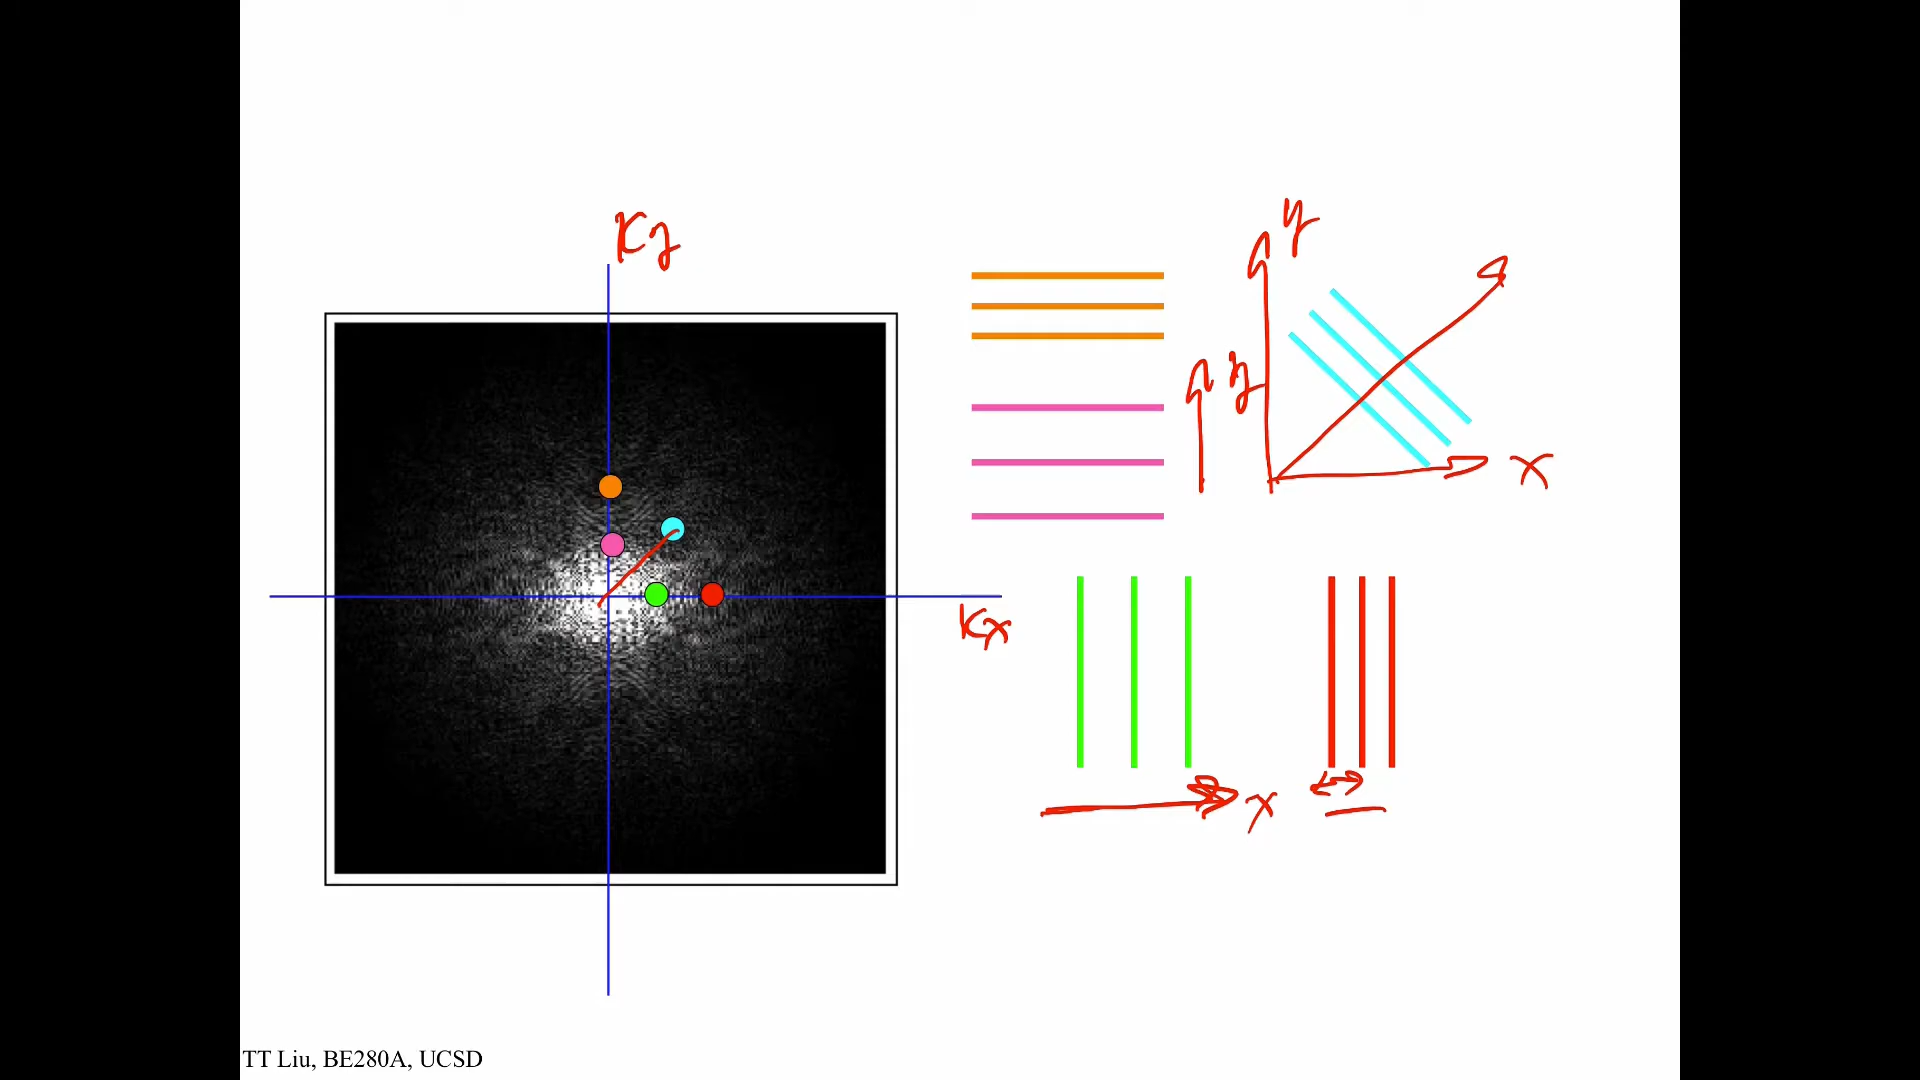 Ky
y
y
x
Kx
x
TT Liu, BE280A, UCSD